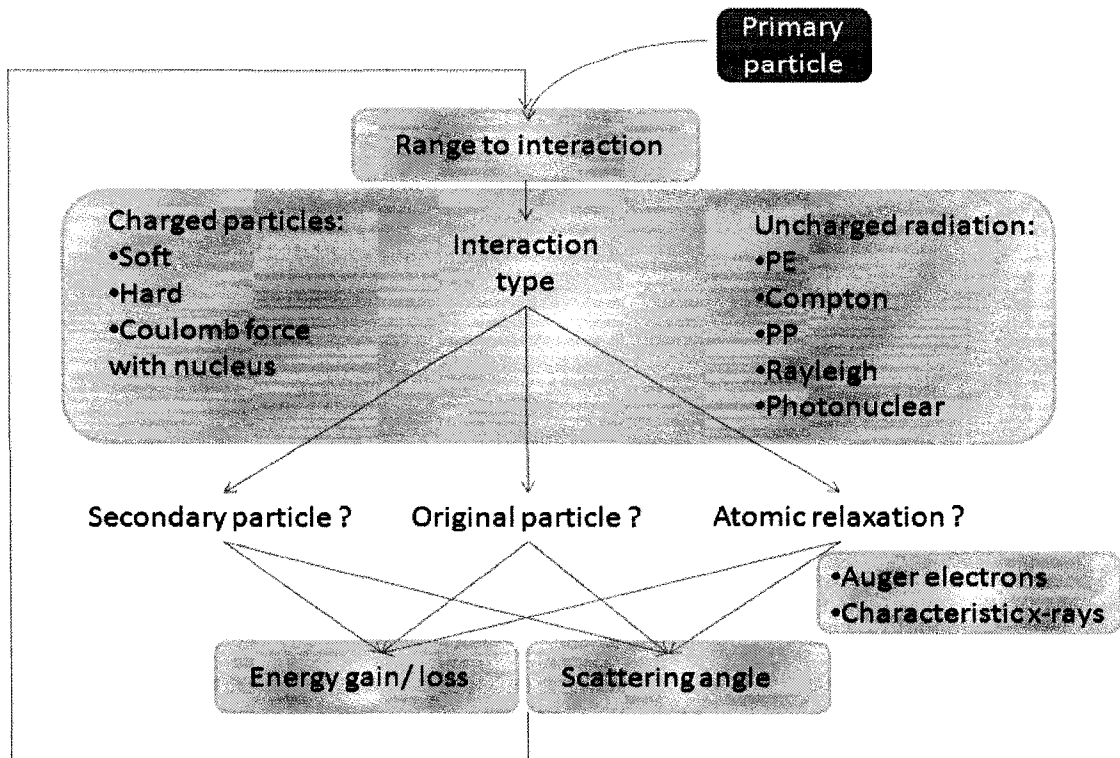 Primary
particle
Range to interaction
Charged particles:
•Soft
•Hard
•Coulomb force
with nucleus
Interaction
type
Uncharged radiation:
•PE
•Compton
•PP
•Rayleigh
•Photonuclear
Secondary particle ?
Original particle ?
Atomic relaxation ?
•Auger electrons
•Characteristic x-rays
Energy gain/ loss
Scattering angle